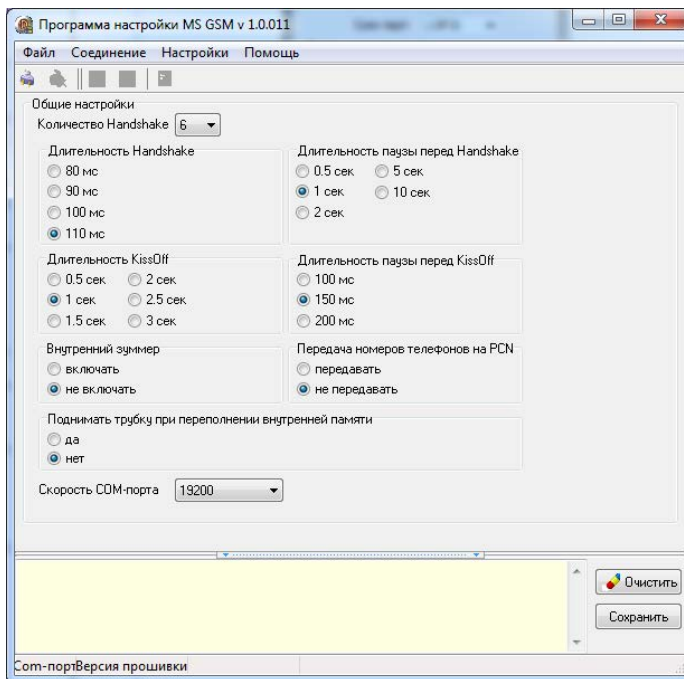 Программа настройки MS GSM v 1.0.011
Файл Соединение Настройки Помощь
Общие настройки
Количество Handshake 6
Длительность Handshake
80 мс
90 мс
100 мс
110 мс
Длительность паузы перед Handshake
0.5 сек 5 сек
1 сек 10 сек
2 сек
Длительность KissOff
0.5 сек 2 сек
1 сек 2.5 сек
1.5 сек 3 сек
Длительность паузы перед KissOff
100 мс
150 мс
200 мс
Внутренний зуммер
включать
не включать
Передача номеров телефонов на PCN
передавать
не передавать
Поднимать трубку при переполнении внутренней памяти
да
нет
Скорость COM-порта 19200
Очистить
Сохранить
Com-порт Версия прошивки